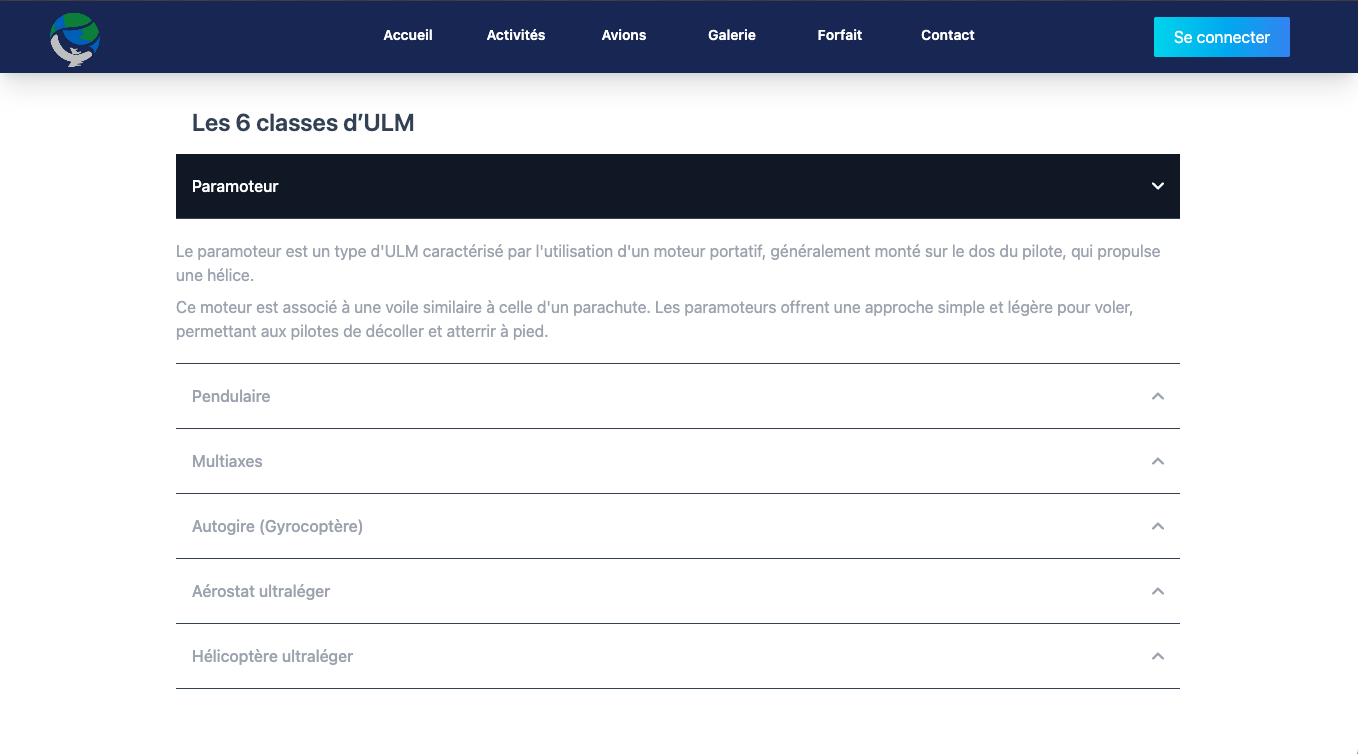 Accueil
Activités
Avions
Galerie
Forfait
Contact
Se connecter
Les 6 classes d’ULM
Paramoteur
Le paramoteur est un type d'ULM caractérisé par l'utilisation d'un moteur portatif, généralement monté sur le dos du pilote, qui propulse
une hélice.
Ce moteur est associé à une voile similaire à celle d'un parachute. Les paramoteurs offrent une approche simple et légère pour voler,
permettant aux pilotes de décoller et atterrir à pied.
Pendulaire
Multiaxes
Autogire (Gyrocoptère)
Aérostat ultraléger
Hélicoptère ultraléger